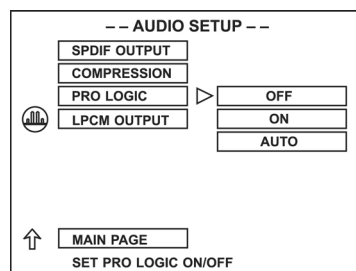 -- AUDIO SETUP --
SPDIF OUTPUT
COMPRESSION
PRO LOGIC
OFF
LPCM OUTPUT
ON
AUTO
MAIN PAGE
SET PRO LOGIC ON/OFF